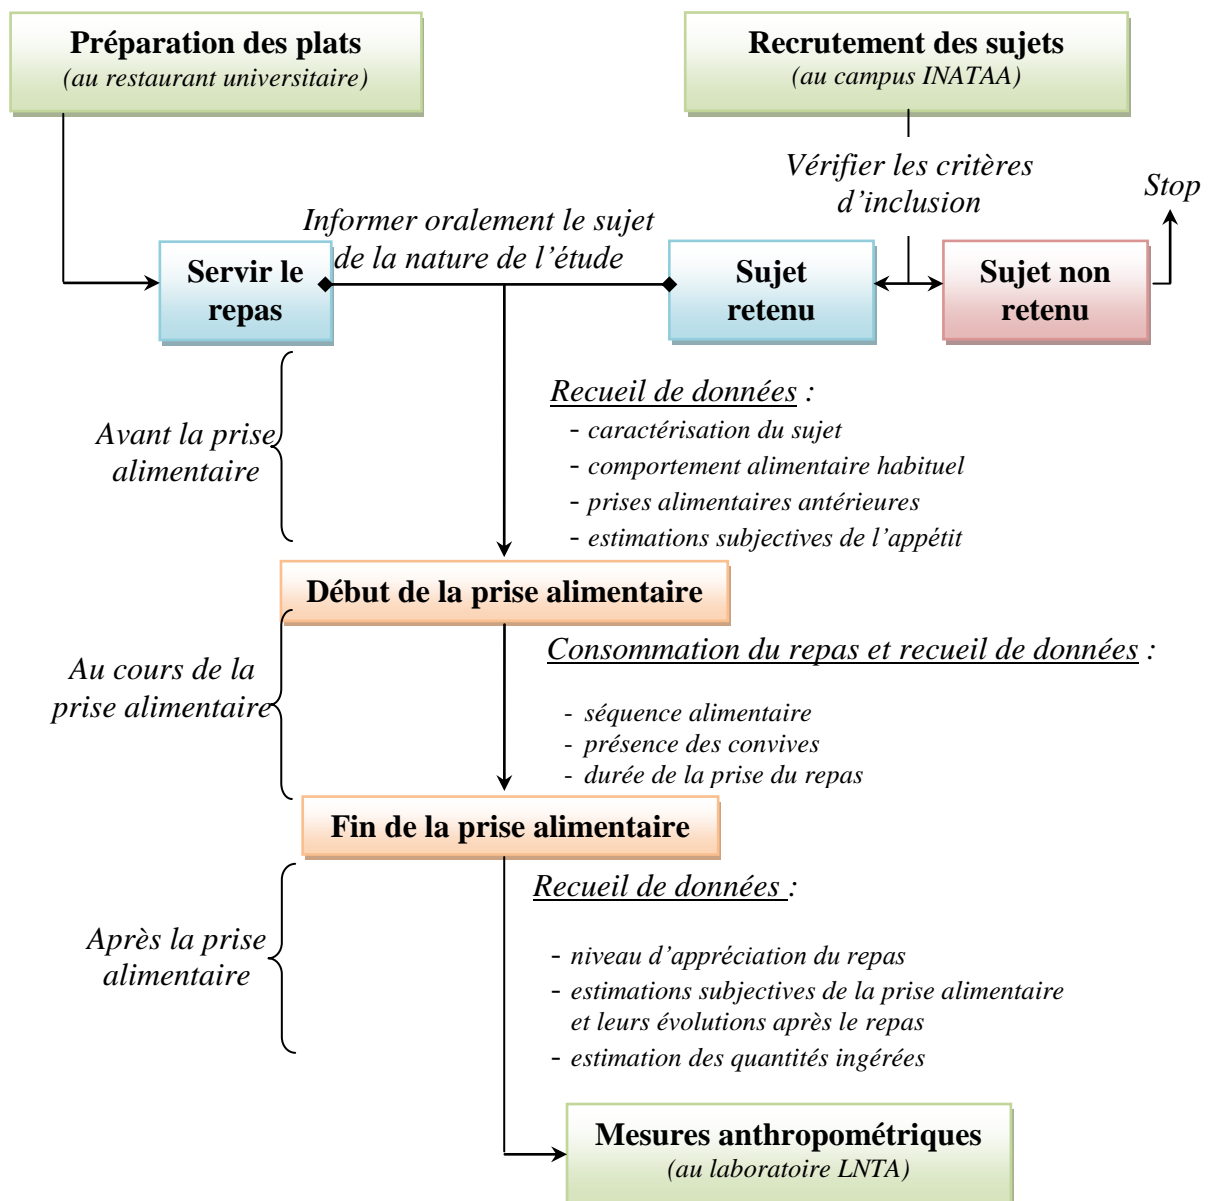 Préparation des plats
(au restaurant universitaire)
Recrutement des sujets
(au campus INATAA)
Vérifier les critères
d’inclusion
Stop
Informer oralement le sujet
de la nature de l’étude
Servir le
repas
Sujet
retenu
Sujet non
retenu
Avant la prise
alimentaire
Recueil de données :
- caractérisation du sujet
- comportement alimentaire habituel
- prises alimentaires antérieures
- estimations subjectives de l’appétit
Début de la prise alimentaire
Au cours de la
prise alimentaire
Consommation du repas et recueil de données :
- séquence alimentaire
- présence des convives
- durée de la prise du repas
Fin de la prise alimentaire
Après la prise
alimentaire
Recueil de données :
- niveau d’appréciation du repas
- estimations subjectives de la prise alimentaire
et leurs évolutions après le repas
- estimation des quantités ingérées
Mesures anthropométriques
(au laboratoire LNTA)